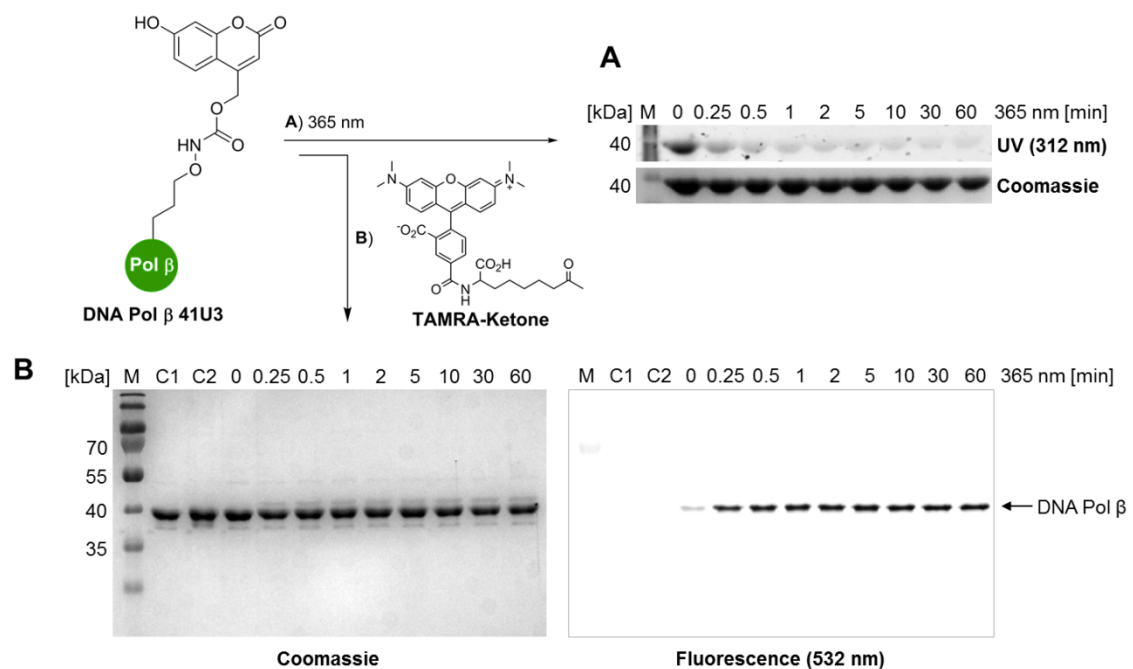 HO
O
O
O
O
NH
O
Pol β
DNA Pol β 41U3
A) 365 nm
B)
N
O
N
+
-O₂C
CO₂H
O
O
N
H
TAMRA-Ketone
A
[kDa] M 0 0.25 0.5 1 2 5 10 30 60 365 nm [min]
40 UV (312 nm)
40 Coomassie
B
[kDa] M C1 C2 0 0.25 0.5 1 2 5 10 30 60
70
55
40
35
Coomassie
M C1 C2 0 0.25 0.5 1 2 5 10 30 60 365 nm [min]
DNA Pol β
Fluorescence (532 nm)